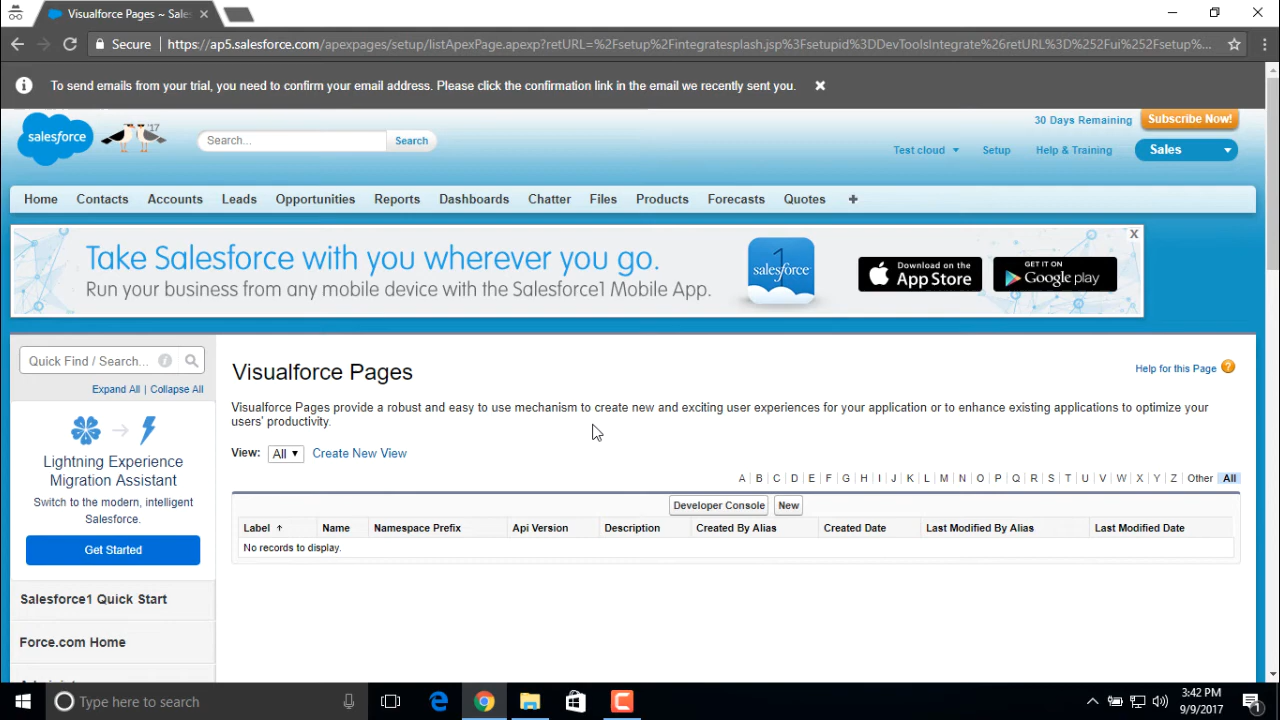 Visualforce Pages ~ Sale
Secure https://ap5.salesforce.com/apexpages/setup/listApexPage.apexp?retURL=%2Fsetup%2Fintegratesplash.jsp%3Fsetupid%3DDevToolsIntegrate%26retURL%3D%252Fui%252Fsetup%...
To send emails from your trial, you need to confirm your email address. Please click the confirmation link in the email we recently sent you.
salesforce '17 Search... Search
30 Days Remaining Subscribe Now!
Test cloud Setup Help & Training Sales
Home Contacts Accounts Leads Opportunities Reports Dashboards Chatter Files Products Forecasts Quotes +
Take Salesforce with you wherever you go. X
Run your business from any mobile device with the Salesforce1 Mobile App.
1 salesforce
Download on the App Store
GET IT ON Google play
Quick Find / Search...
Expand All | Collapse All
Lightning Experience
Migration Assistant
Switch to the modern, intelligent
Salesforce.
Get Started
Salesforce1 Quick Start
Force.com Home
Visualforce Pages
Help for this Page ?
Visualforce Pages provide a robust and easy to use mechanism to create new and exciting user experiences for your application or to enhance existing applications to optimize your
users' productivity.
View: All Create New View
A | B | C | D | E | F | G | H | I | J | K | L | M | N | O | P | Q | R | S | T | U | V | W | X | Y | Z | Other All
Developer Console New
Label Name Namespace Prefix Api Version Description Created By Alias Created Date Last Modified By Alias Last Modified Date
No records to display.
Type here to search
3:42 PM
9/9/2017
1